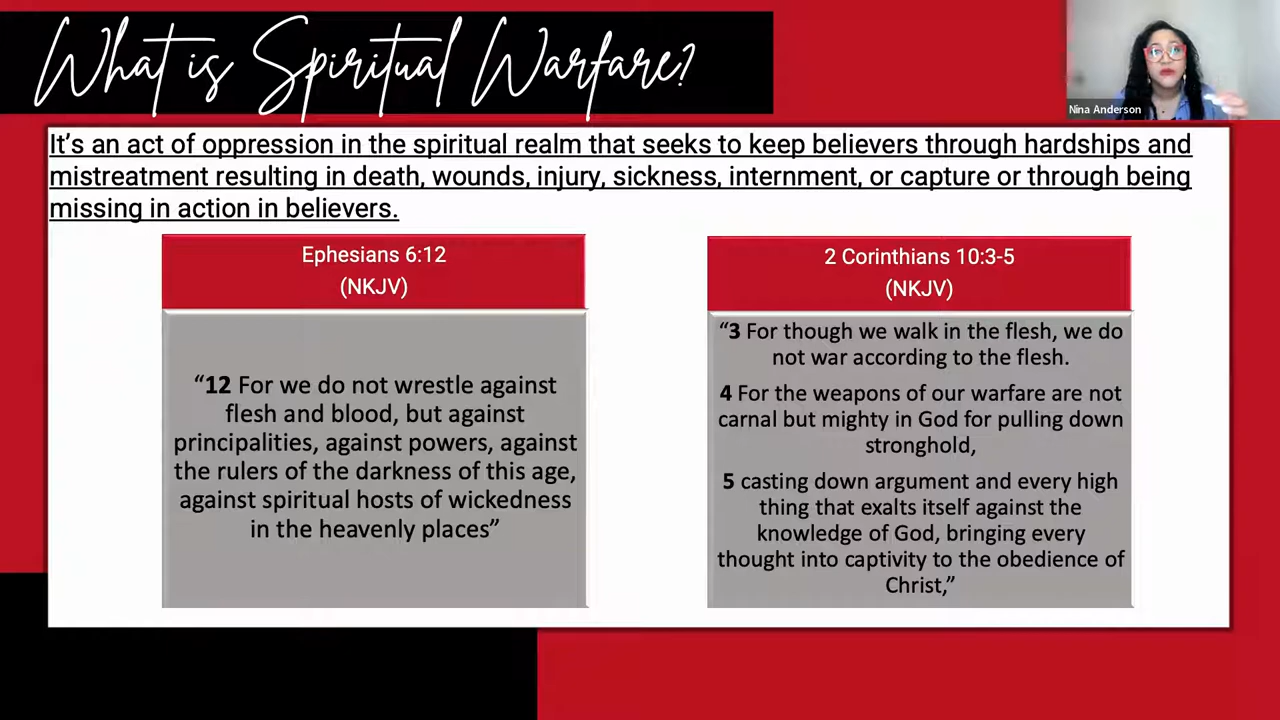 What is Spiritual Warfare?
Nina Anderson
It's an act of oppression in the spiritual realm that seeks to keep believers through hardships and
mistreatment resulting in death, wounds, injury, sickness, internment, or capture or through being
missing in action in believers.
Ephesians 6:12
(NKJV)
“12 For we do not wrestle against
flesh and blood, but against
principalities, against powers, against
the rulers of the darkness of this age,
against spiritual hosts of wickedness
in the heavenly places”
2 Corinthians 10:3-5
(NKJV)
“3 For though we walk in the flesh, we do
not war according to the flesh.
4 For the weapons of our warfare are not
carnal but mighty in God for pulling down
stronghold,
5 casting down argument and every high
thing that exalts itself against the
knowledge of God, bringing every
thought into captivity to the obedience of
Christ,”